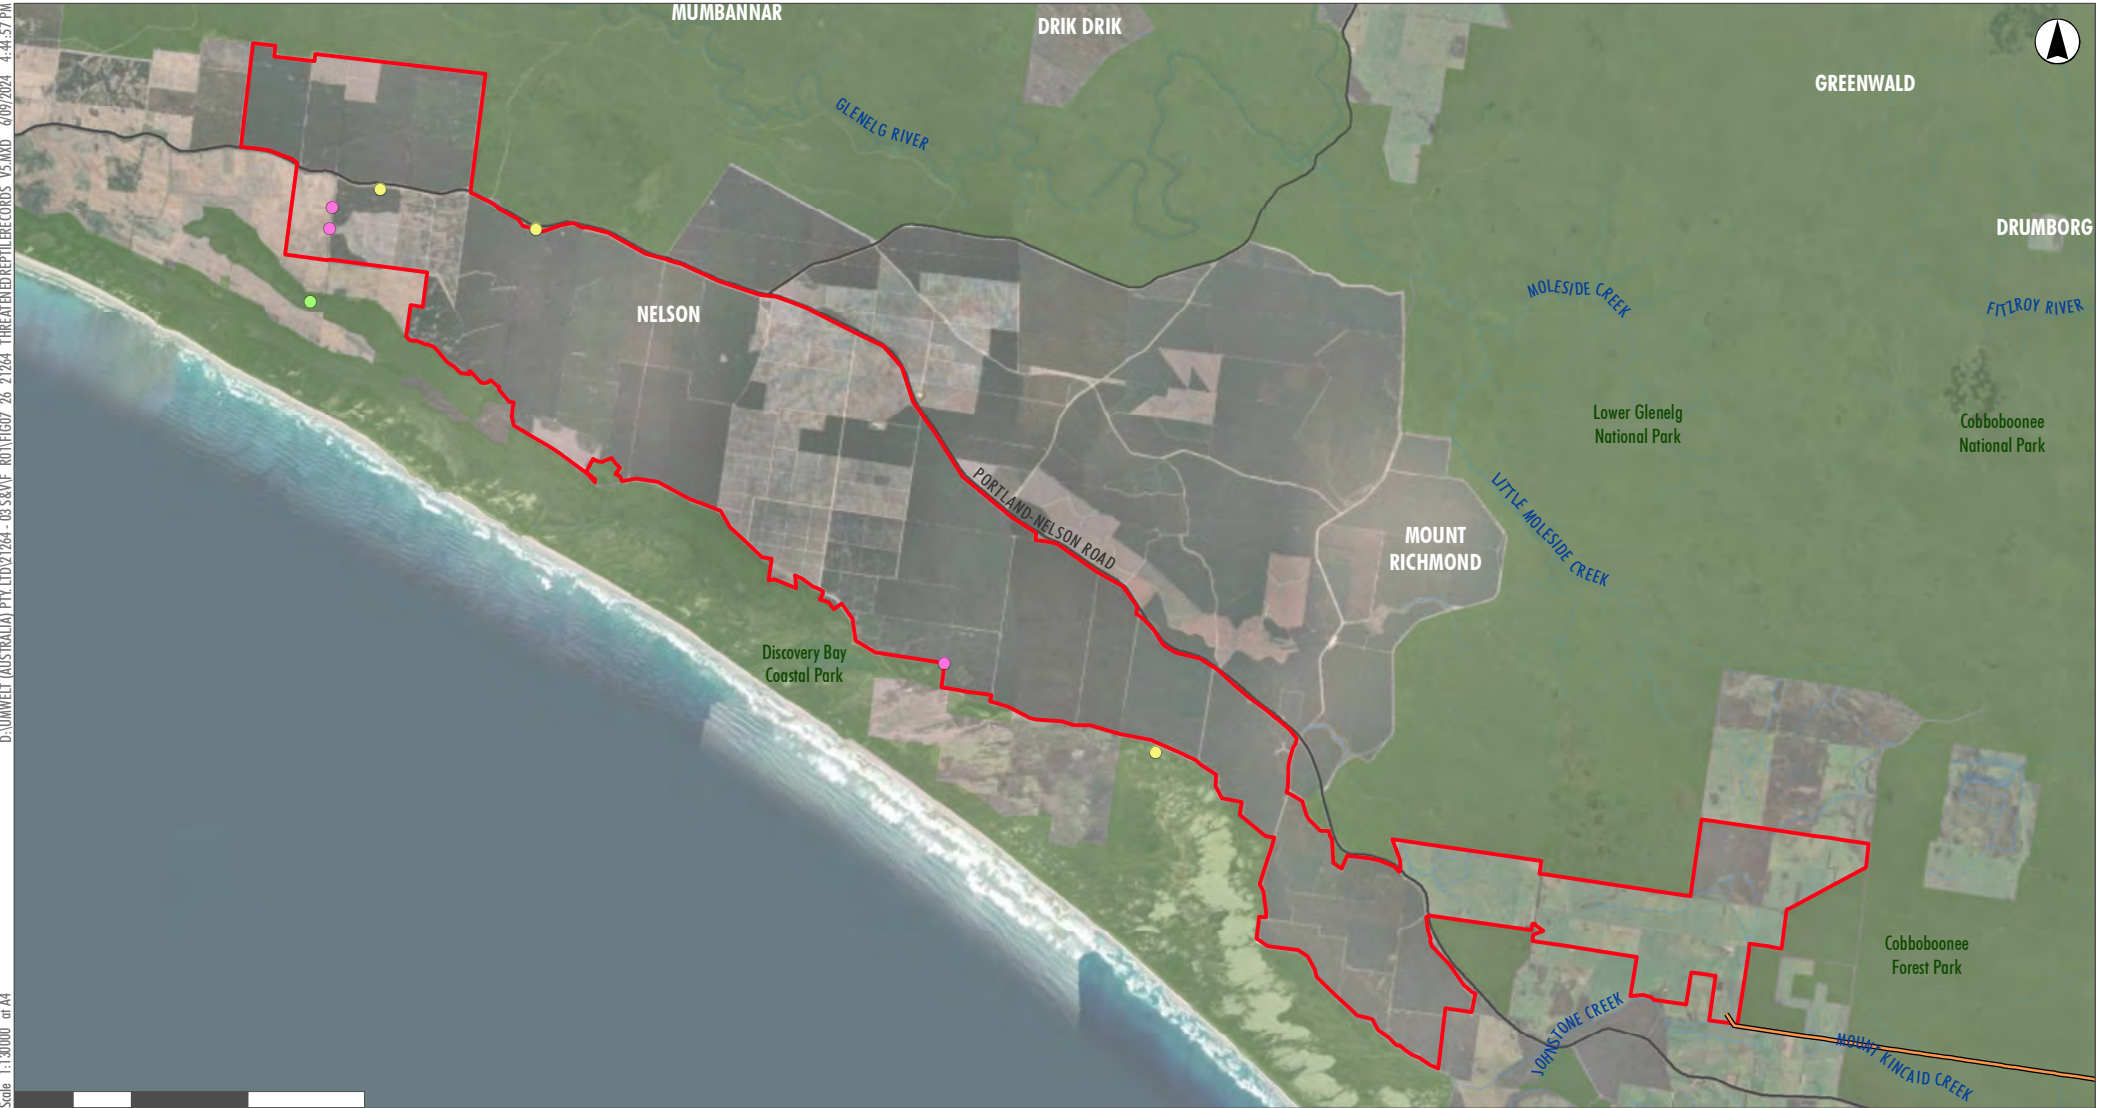 MUMBANNAR
DRIK DRIK
GREENWALD
GLENELG RIVER
DRUMBORG
NELSON
MOLESIDE CREEK
FITZROY RIVER
Lower Glenelg
National Park
Cobboboonee
National Park
PORTLAND-NELSON ROAD
LITTLE MOLESIDE CREEK
MOUNT
RICHMOND
Discovery Bay
Coastal Park
Cobboboonee
Forest Park
JOHNSTONE CREEK
MOUNT KINCAID CREEK
Scale 1:130000 at A4
D:\UMWELT (AUSTRALIA) PTY. LTD\21264 - 03 S&V\F_R01\FIG07_26_21264_THREATENEDREPTILERECORDS_V5.MXD 6/09/2024 4:44:57 PM